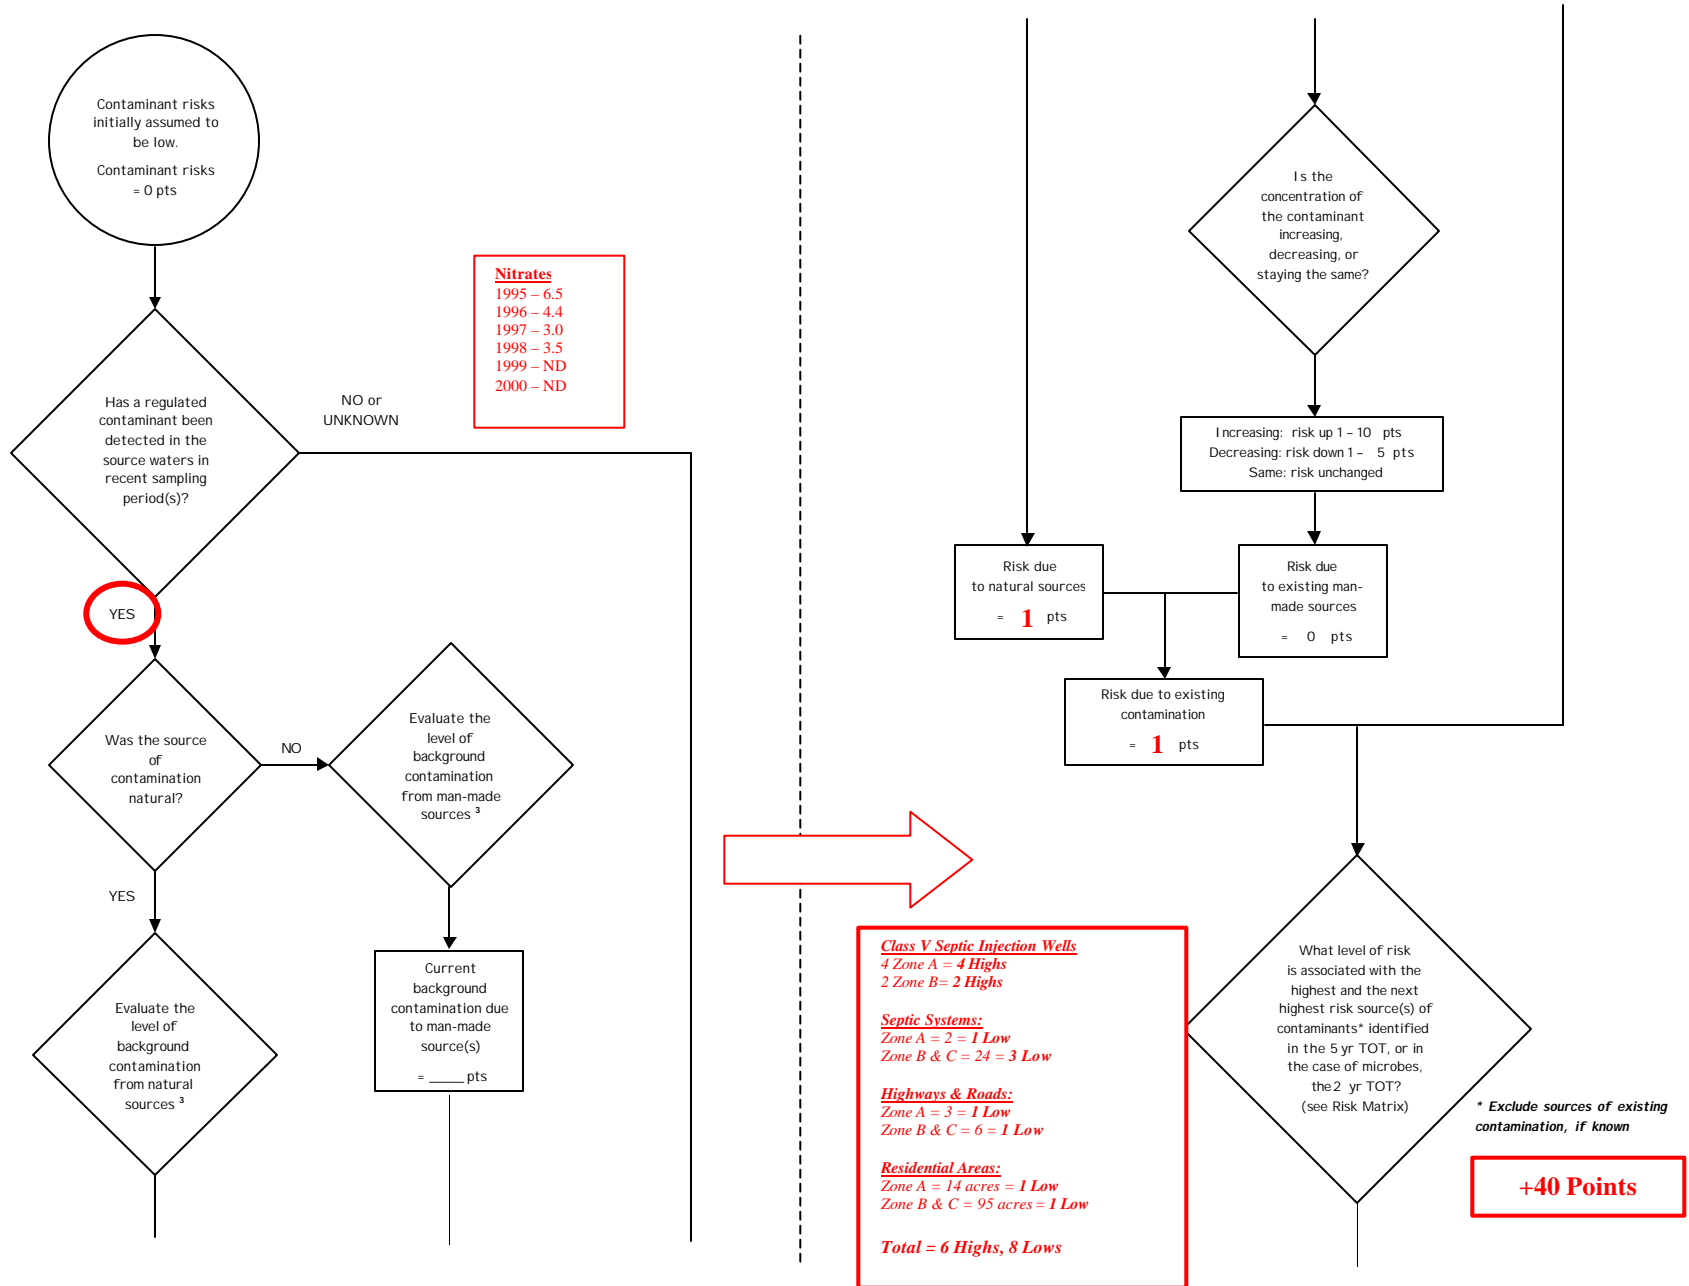 Contaminant risks
initially assumed to
be low.
Contaminant risks
= 0 pts
Nitrates
1995 – 6.5
1996 – 4.4
1997 – 3.0
1998 – 3.5
1999 – ND
2000 – ND
Has a regulated
contaminant been
detected in the
source waters in
recent sampling
period(s)?
NO or
UNKNOWN
YES
Was the source
of
contamination
natural?
NO
Evaluate the
level of
background
contamination
from man-made
sources 3
YES
Evaluate the
level of
background
contamination
from natural
sources 3
Current
background
contamination due
to man-made
source(s)
= _____ pts
Is the
concentration of
the contaminant
increasing,
decreasing, or
staying the same?
Increasing: risk up 1 – 10 pts
Decreasing: risk down 1 – 5 pts
Same: risk unchanged
Risk due
to natural sources
= 1 pts
Risk due
to existing man-
made sources
= 0 pts
Risk due to existing
contamination
= 1 pts
Class V Septic Injection Wells
4 Zone A = 4 Highs
2 Zone B= 2 Highs
Septic Systems:
Zone A = 2 = 1 Low
Zone B & C = 24 = 3 Low
Highways & Roads:
Zone A = 3 = 1 Low
Zone B & C = 6 = 1 Low
Residential Areas:
Zone A = 14 acres = 1 Low
Zone B & C = 95 acres = 1 Low
Total = 6 Highs, 8 Lows
What level of risk
is associated with the
highest and the next
highest risk source(s) of
contaminants* identified
in the 5 yr TOT, or in
the case of microbes,
the 2 yr TOT?
(see Risk Matrix)
* Exclude sources of existing
contamination, if known
+40 Points